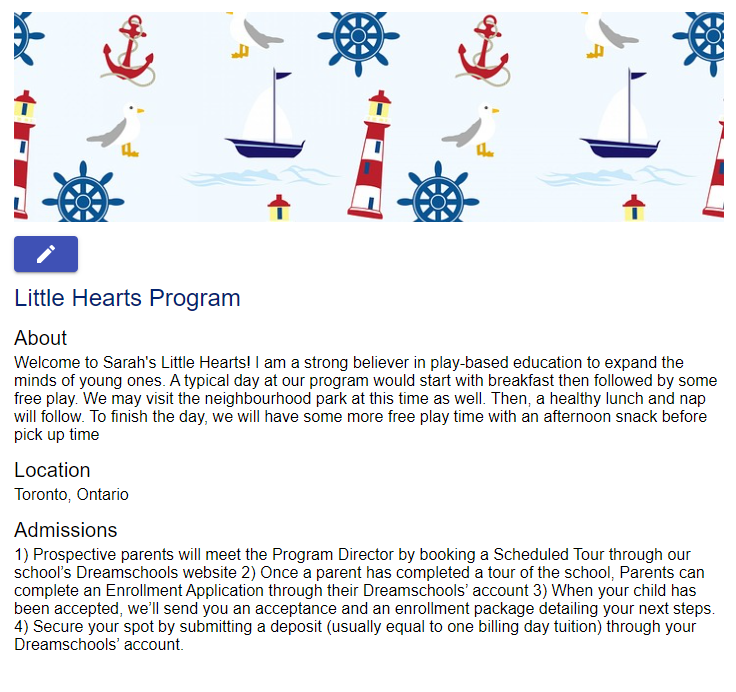 Little Hearts Program
About
Welcome to Sarah's Little Hearts! I am a strong believer in play-based education to expand the
minds of young ones. A typical day at our program would start with breakfast then followed by some
free play. We may visit the neighbourhood park at this time as well. Then, a healthy lunch and nap
will follow. To finish the day, we will have some more free play time with an afternoon snack before
pick up time
Location
Toronto, Ontario
Admissions
1) Prospective parents will meet the Program Director by booking a Scheduled Tour through our
school’s Dreamschools website 2) Once a parent has completed a tour of the school, Parents can
complete an Enrollment Application through their Dreamschools’ account 3) When your child has
been accepted, we’ll send you an acceptance and an enrollment package detailing your next steps.
4) Secure your spot by submitting a deposit (usually equal to one billing day tuition) through your
Dreamschools’ account.